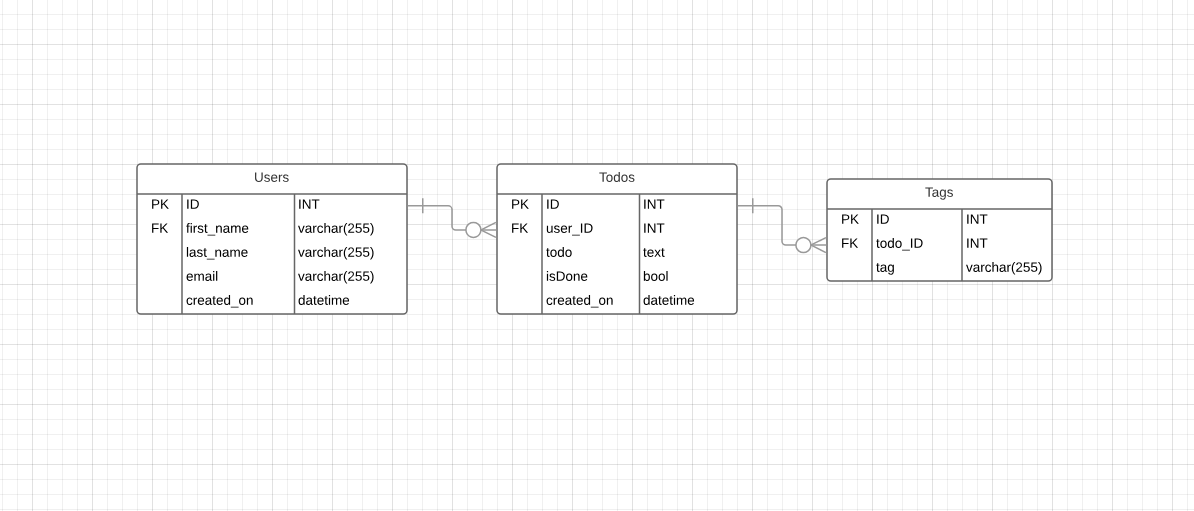 Users
PK ID INT
FK first_name varchar(255)
last_name varchar(255)
email varchar(255)
created_on datetime
Todos
PK ID INT
FK user_ID INT
todo text
isDone bool
created_on datetime
Tags
PK ID INT
FK todo_ID INT
tag varchar(255)